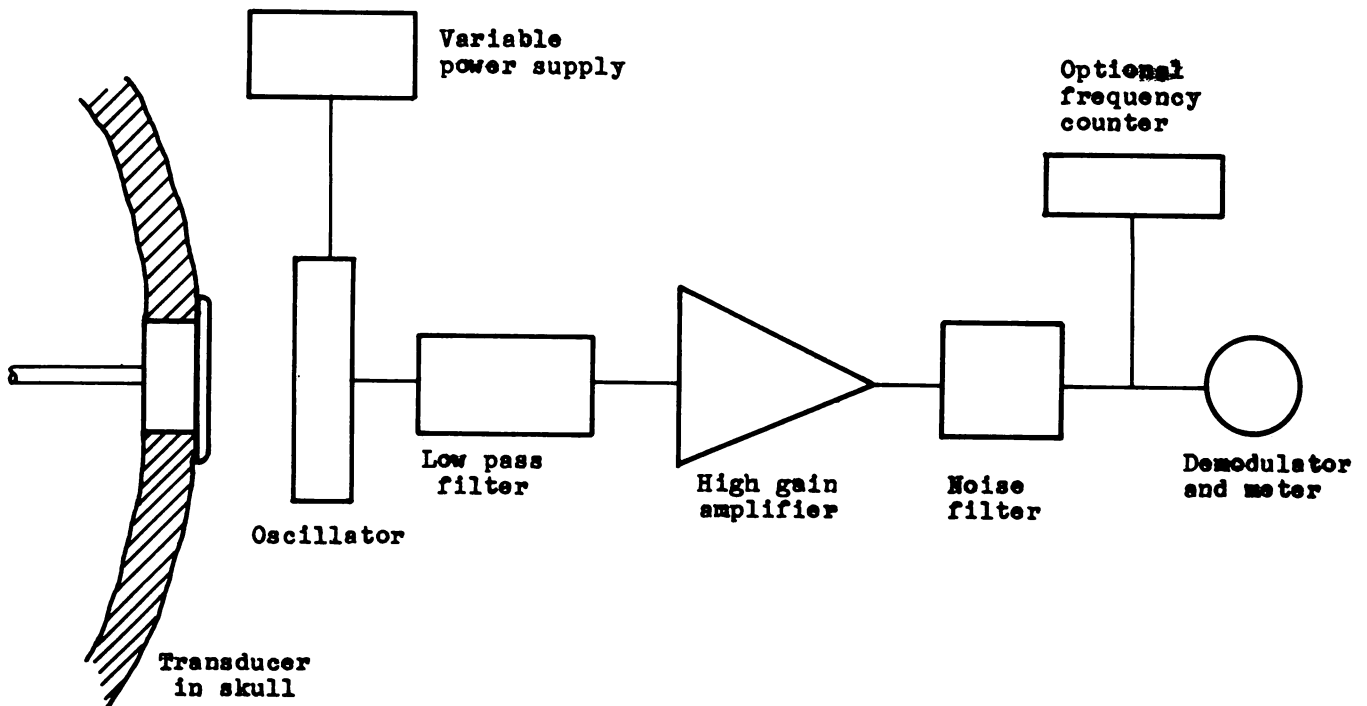 Variable
power supply
Optional
frequency
counter
Low pass
filter
High gain
amplifier
Noise
filter
Demodulator
and meter
Oscillator
Transducer
in skull